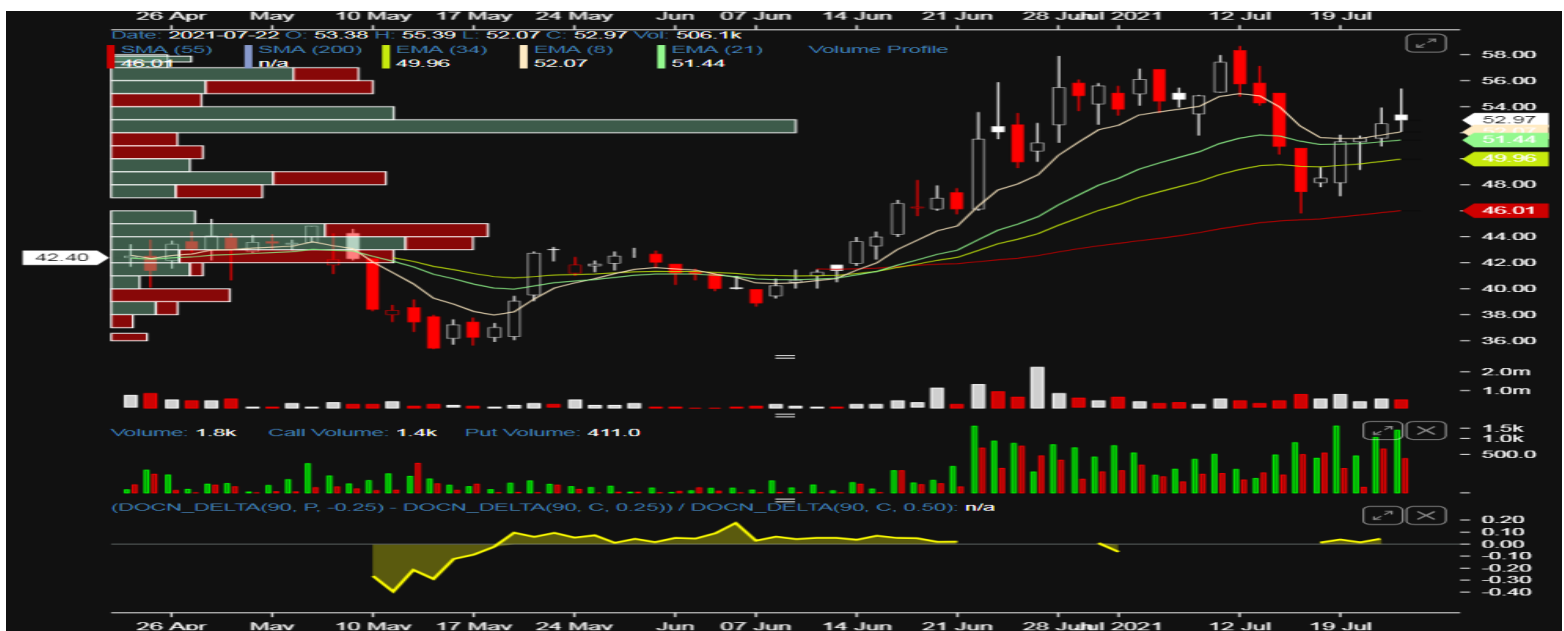 26 Apr May 10 May 17 May 24 May Jun 07 Jun 14 Jun 21 Jun 28 Jun Jul 2021 12 Jul 19 Jul
Date: 2021-07-22 O: 53.38 H: 55.39 L: 52.07 C: 52.97 Vol: 506.1k
SMA (55) SMA (200) EMA (34) EMA (8) EMA (21) Volume Profile
46.01 n/a 49.96 52.07 51.44
58.00
56.00
54.00
52.97
52.07
51.44
49.96
48.00
46.01
44.00
42.40
42.00
40.00
38.00
36.00
2.0m
1.0m
Volume: 1.8k Call Volume: 1.4k Put Volume: 411.0
1.5k
1.0k
500.0
(DOCN_DELTA(90, P, -0.25) - DOCN_DELTA(90, C, 0.25)) / DOCN_DELTA(90, C, 0.50): n/a
0.20
0.10
0.00
-0.10
-0.20
-0.30
-0.40
26 Apr May 10 May 17 May 24 May Jun 07 Jun 14 Jun 21 Jun 28 Jun Jul 2021 12 Jul 19 Jul